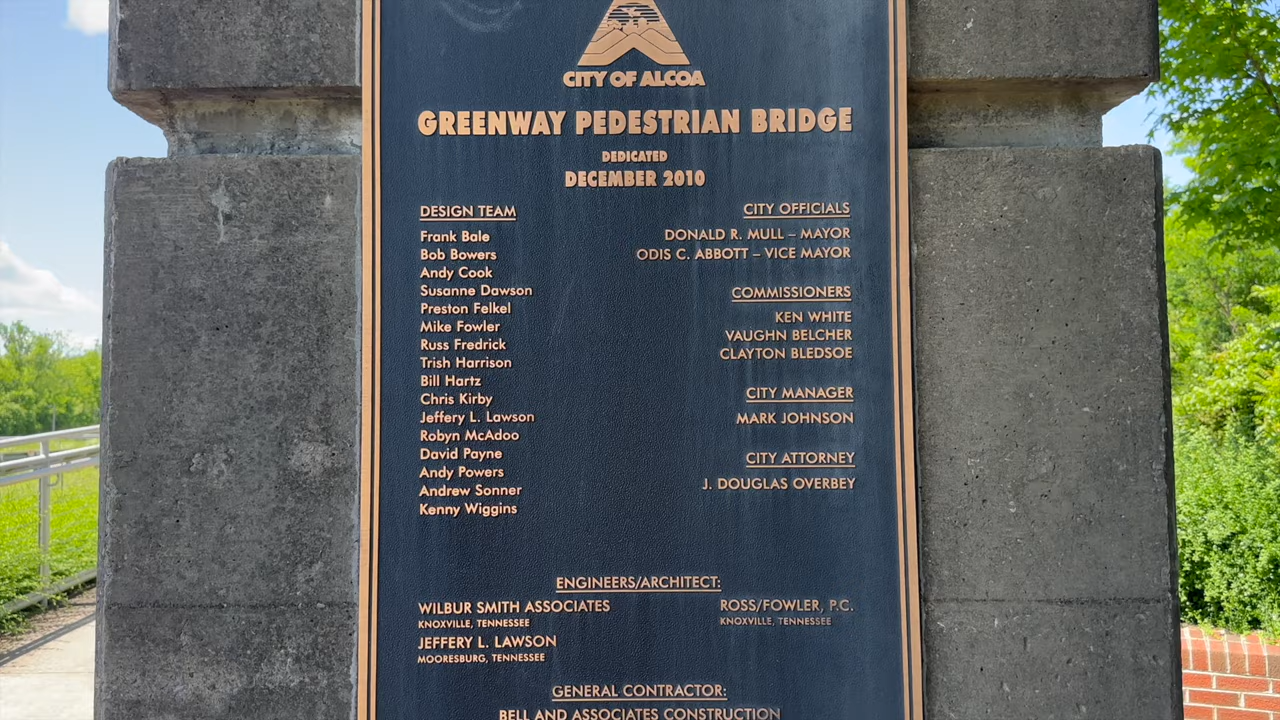 CITY OF ALCOA
GREENWAY PEDESTRIAN BRIDGE
DEDICATED
DECEMBER 2010
DESIGN TEAM
Frank Bale
Bob Bowers
Andy Cook
Susanne Dawson
Preston Felkel
Mike Fowler
Russ Fredrick
Trish Harrison
Bill Hartz
Chris Kirby
Jeffery L. Lawson
Robyn McAdoo
David Payne
Andy Powers
Andrew Sonner
Kenny Wiggins
CITY OFFICIALS
DONALD R. MULL – MAYOR
ODIS C. ABBOTT – VICE MAYOR
COMMISSIONERS
KEN WHITE
VAUGHN BELCHER
CLAYTON BLEDSOE
CITY MANAGER
MARK JOHNSON
CITY ATTORNEY
J. DOUGLAS OVERBEY
ENGINEERS/ARCHITECT:
WILBUR SMITH ASSOCIATES
KNOXVILLE, TENNESSEE
JEFFERY L. LAWSON
MOORESBURG, TENNESSEE
ROSS/FOWLER, P.C.
KNOXVILLE, TENNESSEE
GENERAL CONTRACTOR:
BELL AND ASSOCIATES CONSTRUCTION